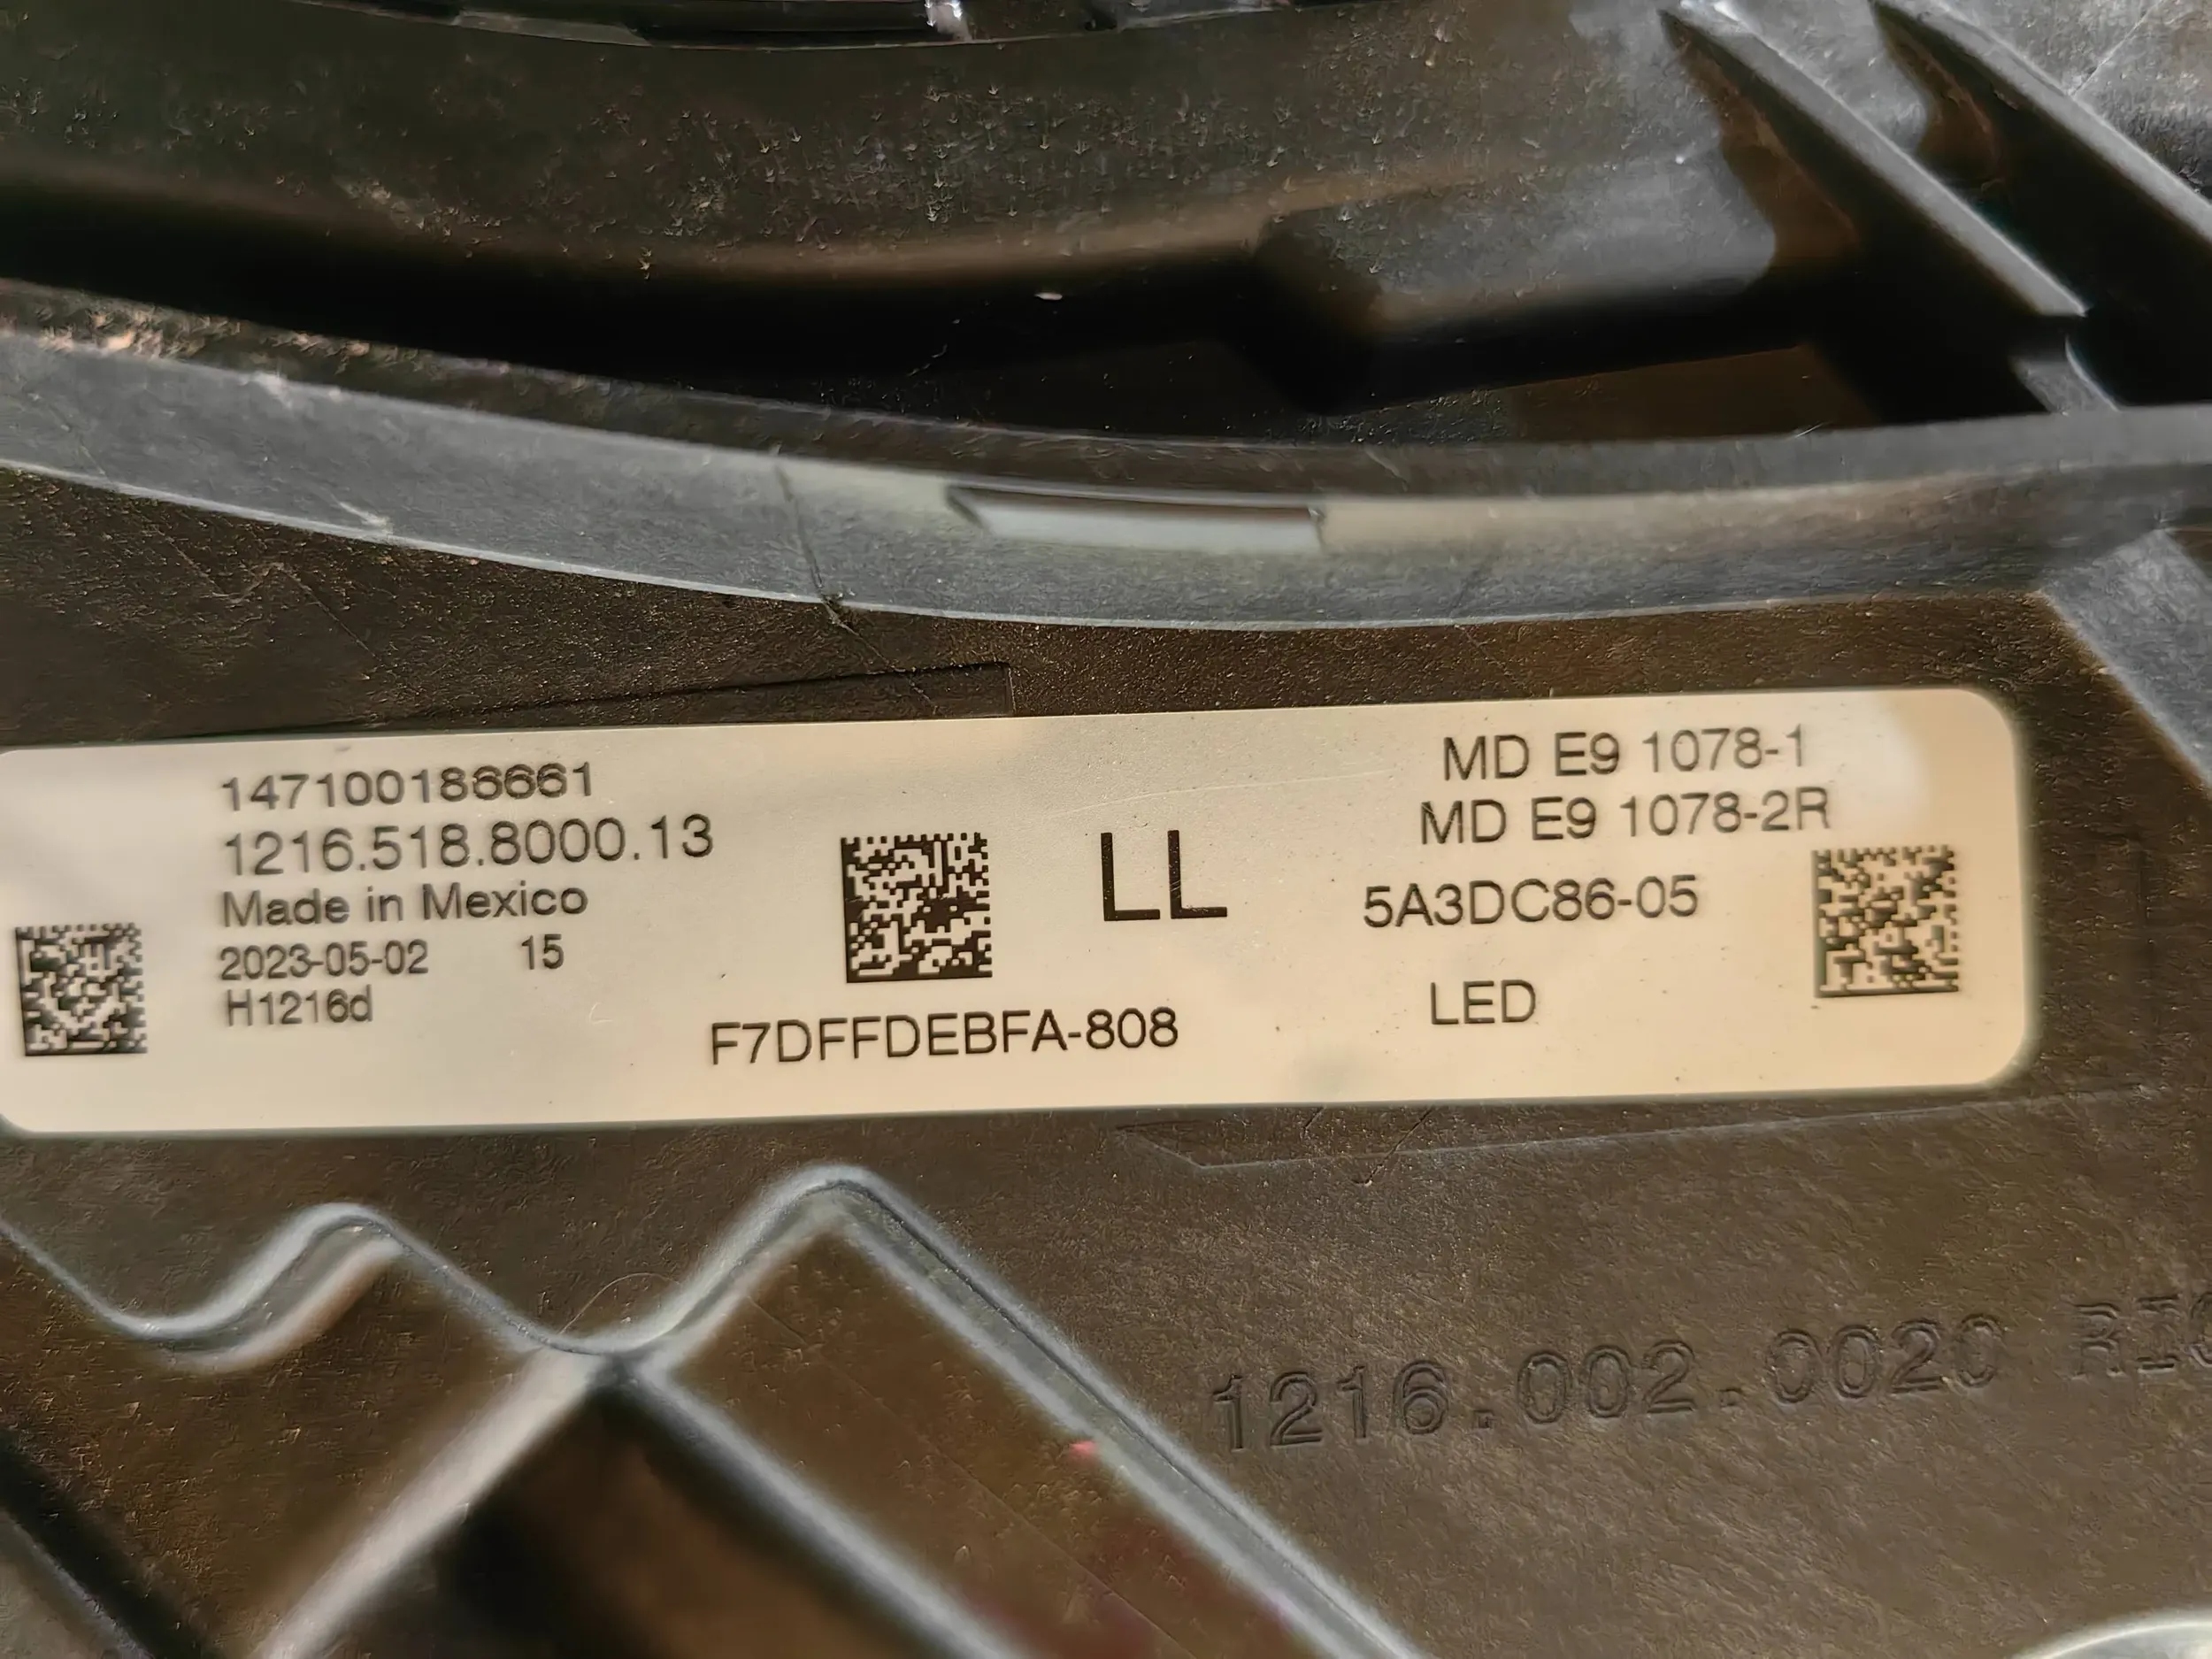 147100186661
1216.518.8000.13
Made in Mexico
2023-05-02 15
H1216d
F7DFFDEBFA-808
LL
MD E9 1078-1
MD E9 1078-2R
5A3DC86-05
LED
1216.002.0020